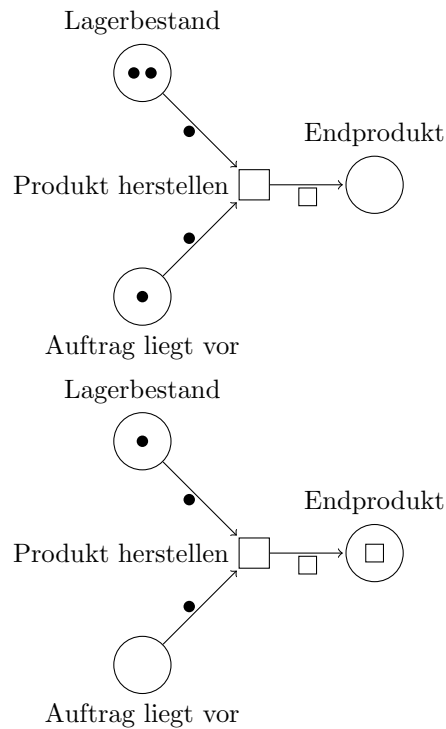 Lagerbestand
Endprodukt
Produkt herstellen
Auftrag liegt vor
Lagerbestand
Endprodukt
Produkt herstellen
Auftrag liegt vor